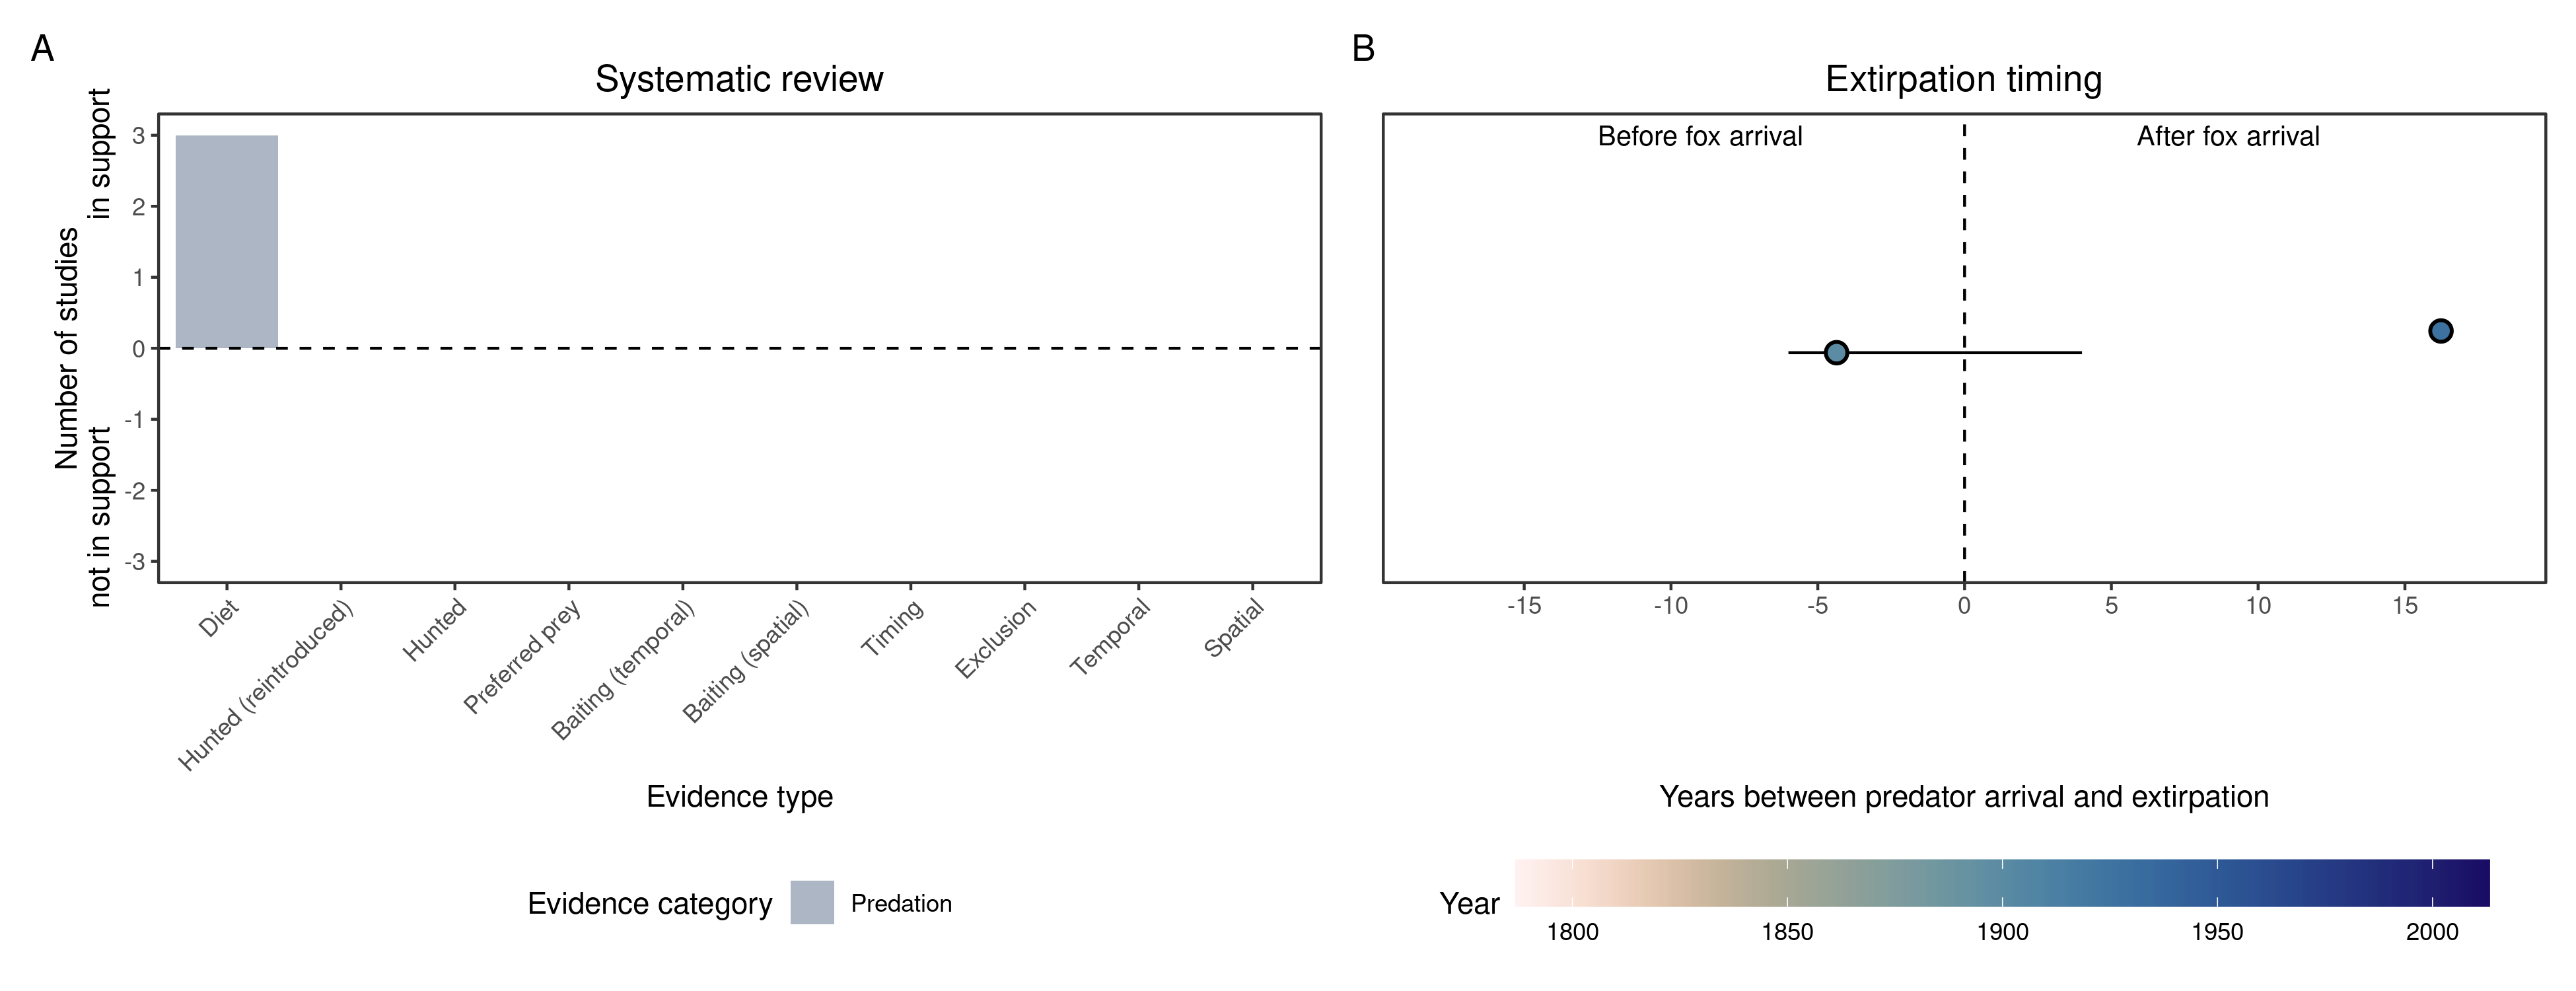 A
Systematic review
Number of studies
not in support
in support
3
2
1
0
-1
-2
-3
Diet
Hunted (reintroduced)
Hunted
Preferred prey
Baiting (temporal)
Baiting (spatial)
Timing
Exclusion
Temporal
Spatial
Evidence type
Evidence category
Predation
B
Extirpation timing
Before fox arrival
After fox arrival
-15
-10
-5
0
5
10
15
Years between predator arrival and extirpation
Year
1800
1850
1900
1950
2000